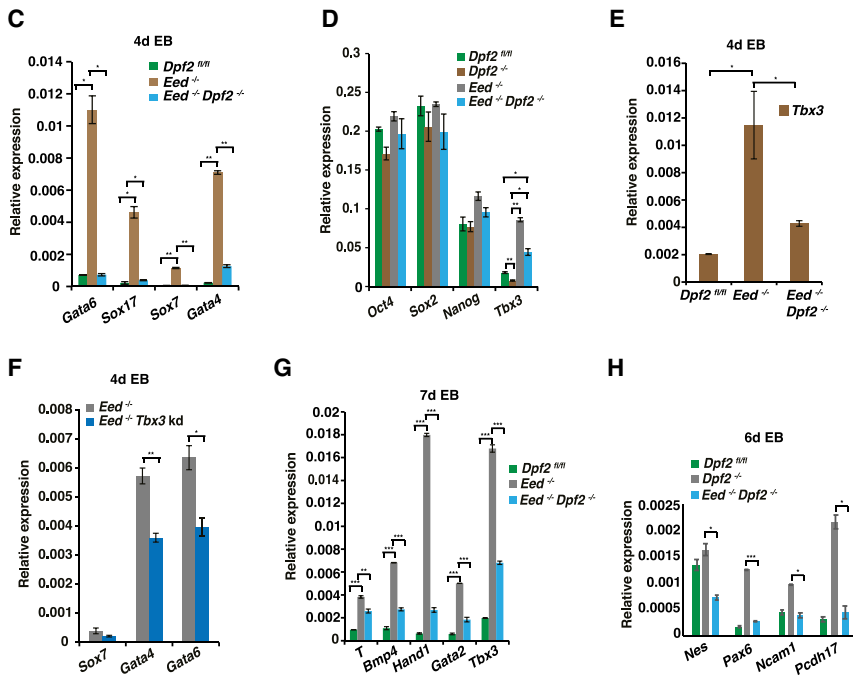 C
4d EB
Dpf2 fl/fl
Eed -/-
Eed -/- Dpf2 -/-
Relative expression
0.014
0.012
0.01
0.008
0.006
0.004
0.002
0
* *
* *
** **
** **
Gata6 Sox17 Sox7 Gata4
D
Dpf2 fl/fl
Dpf2 -/-
Eed -/-
Eed -/- Dpf2 -/-
Relative expression
0,3
0,25
0.2
0.15
0.1
0,05
0
*
*
**
**
Oct4 Sox2 Nanog Tbx3
E
4d EB
Tbx3
Relative expression
0.016
0.014
0.012
0.01
0.008
0.006
0.004
0.002
0
* *
Dpf2 fl/fl Eed -/- Eed -/-
Dpf2 -/-
F
4d EB
Eed -/-
Eed -/- Tbx3 kd
Relative expression
0.008
0.007
0.006
0.005
0.004
0.003
0.002
0.001
0
** *
Sox7 Gata4 Gata6
G
7d EB
Dpf2 fl/fl
Eed -/-
Eed -/- Dpf2 -/-
Relative expression
0.02
0.018
0.016
0.014
0.012
0.01
0.008
0.006
0.004
0.002
0
*** **
*** ***
*** ***
*** ***
*** ***
T Bmp4 Hand1 Gata2 Tbx3
H
6d EB
Dpf2 fl/fl
Dpf2 -/-
Eed -/- Dpf2 -/-
Relative expression
0.0025
0.002
0.0015
0.001
0.0005
0
* *** * *
Nes Pax6 Ncam1 Pcdh17